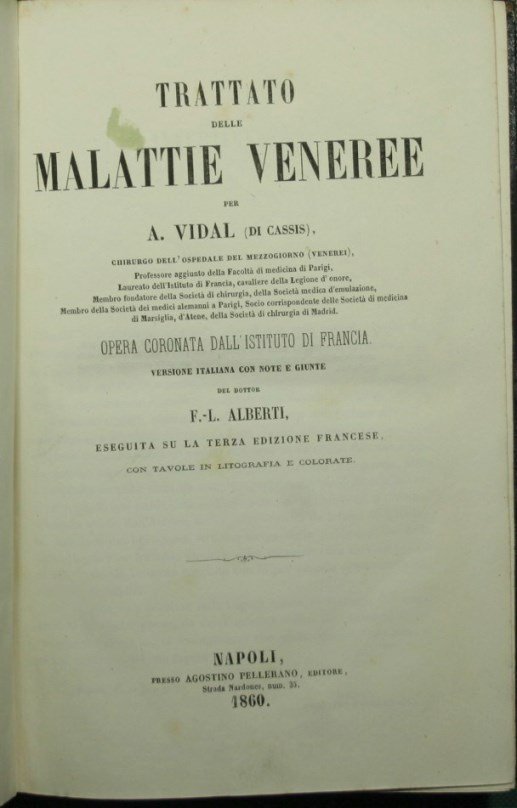 TRATTATO
DELLE
MALATTIE VENEREE
PER
A. VIDAL (DI CASSIS),
CHIRURGO DELL'OSPEDALE DEL MEZZOGIORNO (VENEREI),
Professore aggiunto della Facoltà di medicina di Parigi,
Laureato dell'Istituto di Francia, cavaliere della Legione d'onore,
Membro fondatore della Società di chirurgia, della Società medica d'emulazione,
Membro della Società dei medici alemanni a Parigi, Socio corrispondente delle Società di medicina
di Marsiglia, d'Atene, della Società di chirurgia di Madrid.
OPERA CORONATA DALL'ISTITUTO DI FRANCIA.
VERSIONE ITALIANA CON NOTE E GIUNTE
DEL DOTTOR
F.-L. ALBERTI,
ESEGUITA SU LA TERZA EDIZIONE FRANCESE,
CON TAVOLE IN LITOGRAFIA E COLORATE.
NAPOLI,
PRESSO AGOSTINO PELLERANO, EDITORE,
Strada Nardones, num. 35.
1860.